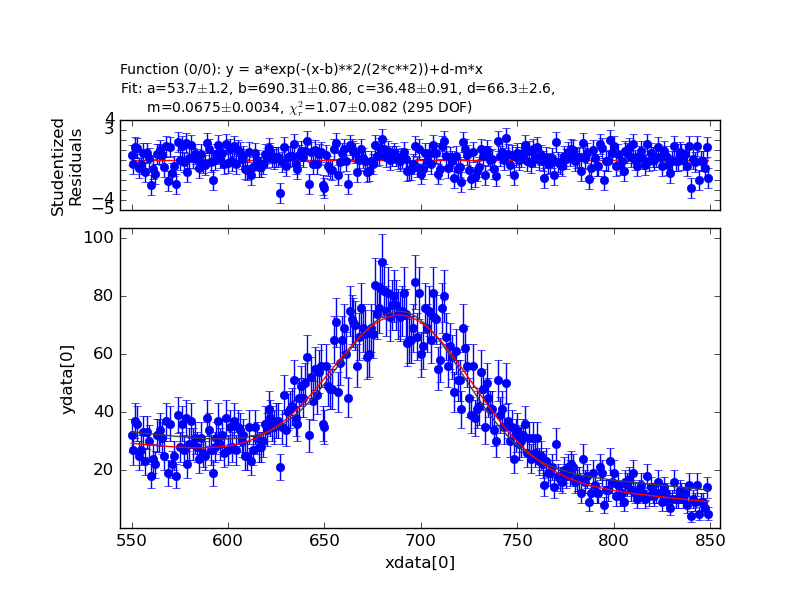 Function (0/0): y = a*exp(-(x-b)**2/(2*c**2))+d-m*x
Fit: a=53.7±1.2, b=690.31±0.86, c=36.48±0.91, d=66.3±2.6,
m=0.0675±0.0034, χ²ᵣ=1.07±0.082 (295 DOF)
Studentized
Residuals
4
3
−4
−5
ydata[0]
100
80
60
40
20
550 600 650 700 750 800 850
xdata[0]